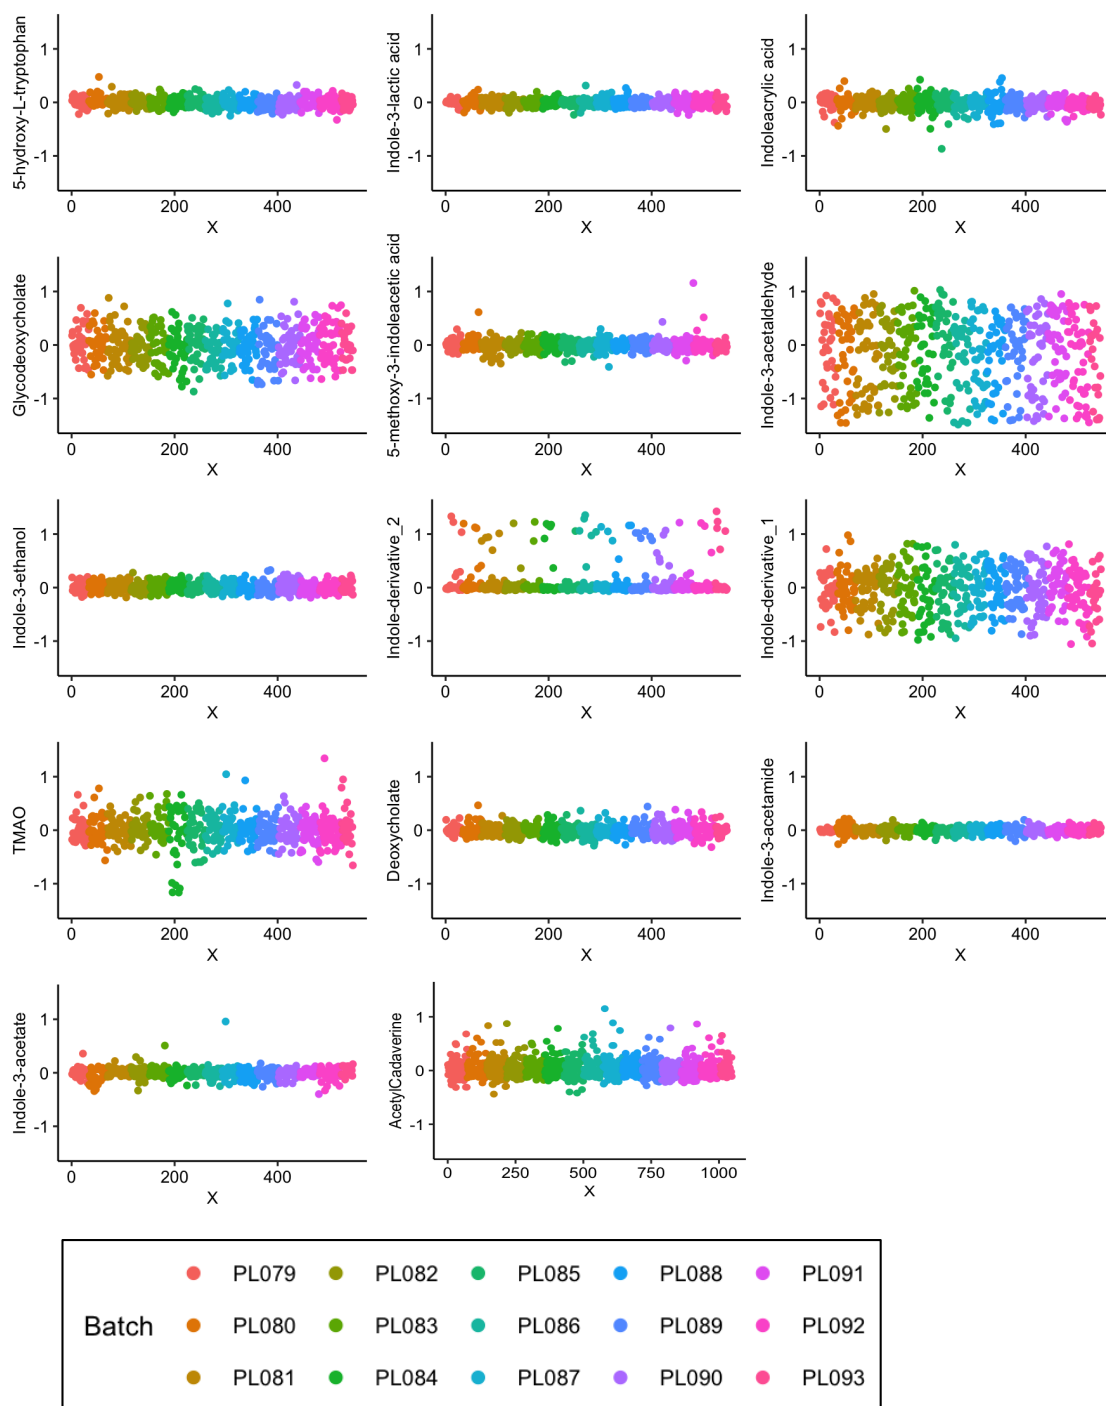 5-hydroxy-L-tryptophan
1
0
-1
0 200 400
X
Indole-3-lactic acid
1
0
-1
0 200 400
X
Indoleacrylic acid
1
0
-1
0 200 400
X
Glycodeoxycholate
1
0
-1
0 200 400
X
5-methoxy-3-indoleacetic acid
1
0
-1
0 200 400
X
Indole-3-acetaldehyde
1
0
-1
0 200 400
X
Indole-3-ethanol
1
0
-1
0 200 400
X
Indole-derivative_2
1
0
-1
0 200 400
X
Indole-derivative_1
1
0
-1
0 200 400
X
TMAO
1
0
-1
0 200 400
X
Deoxycholate
1
0
-1
0 200 400
X
Indole-3-acetamide
1
0
-1
0 200 400
X
Indole-3-acetate
1
0
-1
0 200 400
X
AcetylCadaverine
1
0
-1
0 250 500 750 1000
X
PL079 PL082 PL085 PL088 PL091
Batch PL080 PL083 PL086 PL089 PL092
PL081 PL084 PL087 PL090 PL093